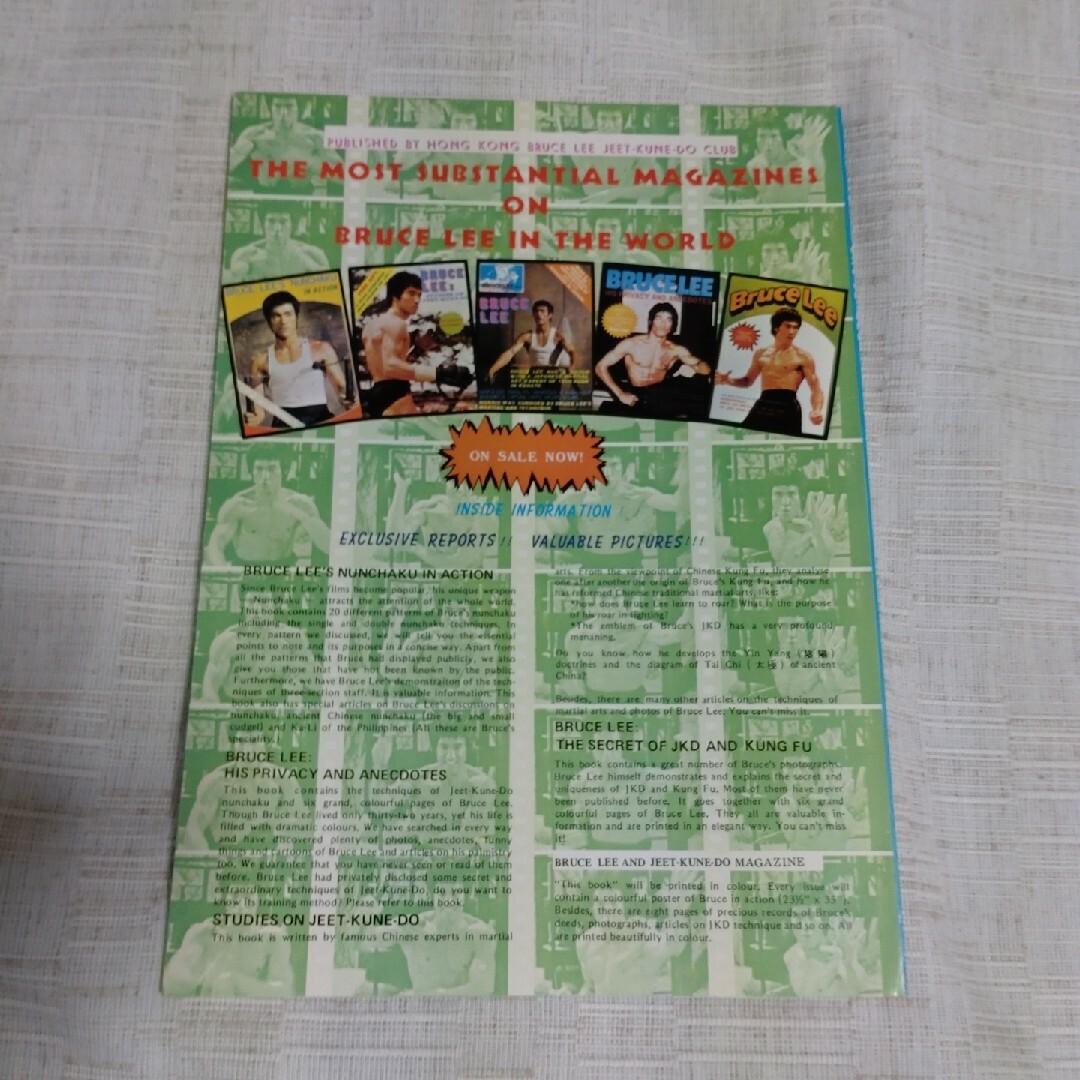 PUBLISHED BY HONG KONG BRUCE LEE JEET-KUNE-DO CLUB
THE MOST SUBSTANTIAL MAGAZINES
ON
BRUCE LEE IN THE WORLD
BRUCE LEE'S NUNCHAKU
IN ACTION
BRUCE
LEE:
BRUCE
LEE
BRUCE LEE
HIS PRIVACY AND ANECDOTES
Bruce Lee
ON SALE NOW!
INSIDE INFORMATION
EXCLUSIVE REPORTS!! VALUABLE PICTURES!!!
BRUCE LEE'S NUNCHAKU IN ACTION
Since Bruce Lee's films become popular, his unique weapon
— Nunchaku — attracts the attention of the whole world.
This book contains 20 different patterns of Bruce's nunchaku
including the single and double nunchaku techniques. In
every pattern we discussed, we will tell you the essential
points to note and its purposes in a concise way. Apart from
all the patterns that Bruce had displayed publicly, we also
give you those that have not been known by the public.
Furthermore, we have Bruce Lee's demonstraiton of the tech-
niques of three-section staff. It is valuable information. This
book also has special articles on Bruce Lee's discussion on
nunchaku, ancient Chinese nunchaku (the big and small
cudgel) and Ka-Li of the Philippines (All these are Bruce's
speciality.)
BRUCE LEE:
HIS PRIVACY AND ANECDOTES
This book contains the techniques of Jeet-Kune-Do
nunchaku and six grand, colourful pages of Bruce Lee.
Though Bruce Lee lived only thirty-two years, yet his life is
filled with dramatic colours. We have searched in every way
and have discovered plenty of photos, anecdotes, funny
things and cartoons of Bruce Lee and articles on his palmistry
too. We guarantee that you have never seen or read of them
before. Bruce Lee had privately disclosed some secret and
extraordinary techniques of Jeet-Kune-Do, do you want to
know its training method? Please refer to this book.
STUDIES ON JEET-KUNE-DO
This book is written by famous Chinese experts in martial
arts. From the viewpoint of Chinese Kung Fu, they analyse
one after another the origin of Bruce's Kung Fu, and how he
has reformed Chinese traditional martial arts, like:
*how does Bruce Lee learn to roar? What is the purpose
of his roar in fighting?
*The emblem of Bruce's JKD has a very profound
menaning.
Do you know how he develops the Yin Yang (陰陽)
doctrines and the diagram of Tai Chi (太極) of ancient
China?
Besides, there are many other articles on the techniques of
martial arts and photos of Bruce Lee. You can't miss it.
BRUCE LEE:
THE SECRET OF JKD AND KUNG FU
This book contains a great number of Bruce's photographs.
Bruce Lee himself demonstrates and explains the secret and
uniqueness of JKD and Kung Fu. Most of them have never
been published before. It goes together with six grand
colourful pages of Bruce Lee. They all are valuable in-
formation and are printed in an elegant way. You can't miss
it!
BRUCE LEE AND JEET-KUNE-DO MAGAZINE
"This book" will be printed in colour. Every issue will
contain a colourful poster of Bruce in action (23½" x 33").
Besides, there are eight pages of precious records of Bruce's
deeds, photographs, articles on JKD technique and so on. All
are printed beautifully in colour.